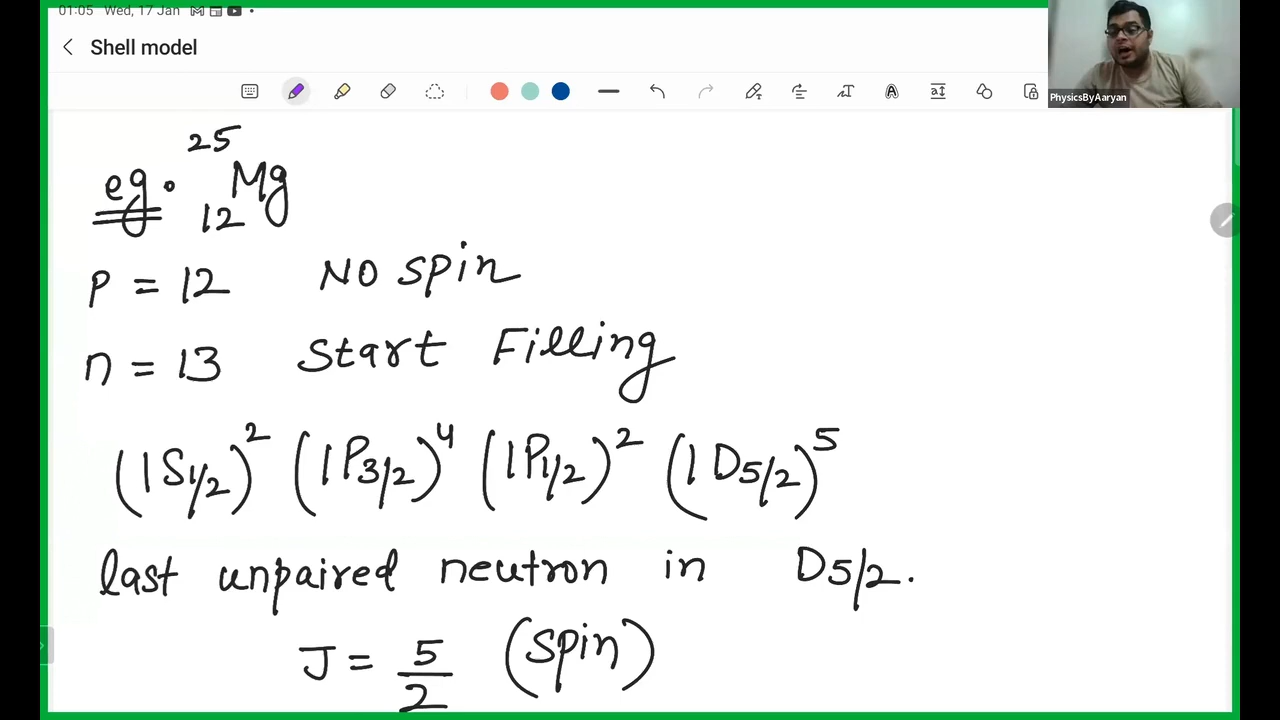 01:05 Wed, 17 Jan
Shell model
PhysicsByAaryan
eg. ²⁵₁₂Mg
P = 12 NO spin
n = 13 Start Filling
(1S1/2)² (1P3/2)⁴ (1P1/2)² (1D5/2)⁵
last unpaired neutron in D5/2.
J = 5/2 (spin)